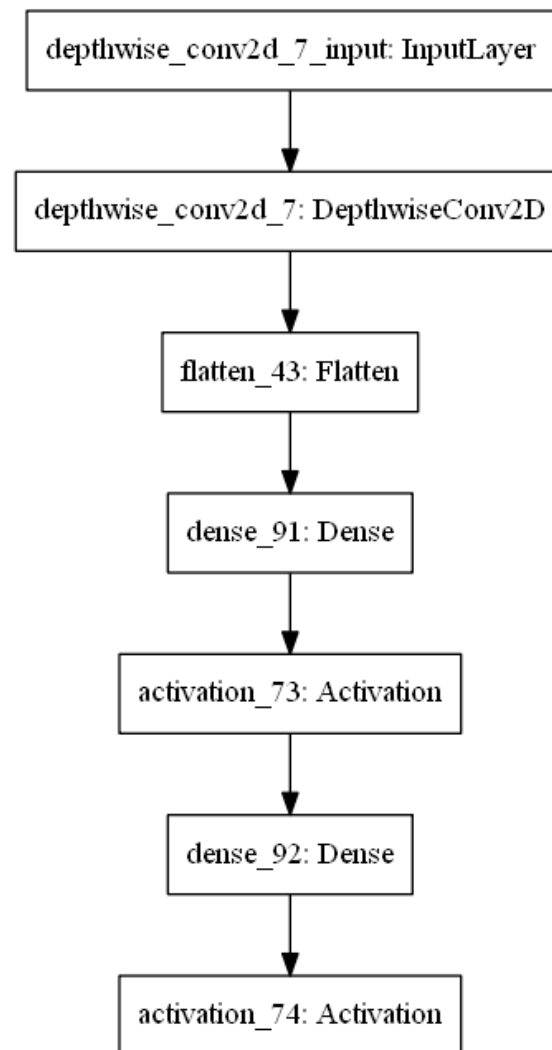 depthwise_conv2d_7_input: InputLayer
depthwise_conv2d_7: DepthwiseConv2D
flatten_43: Flatten
dense_91: Dense
activation_73: Activation
dense_92: Dense
activation_74: Activation